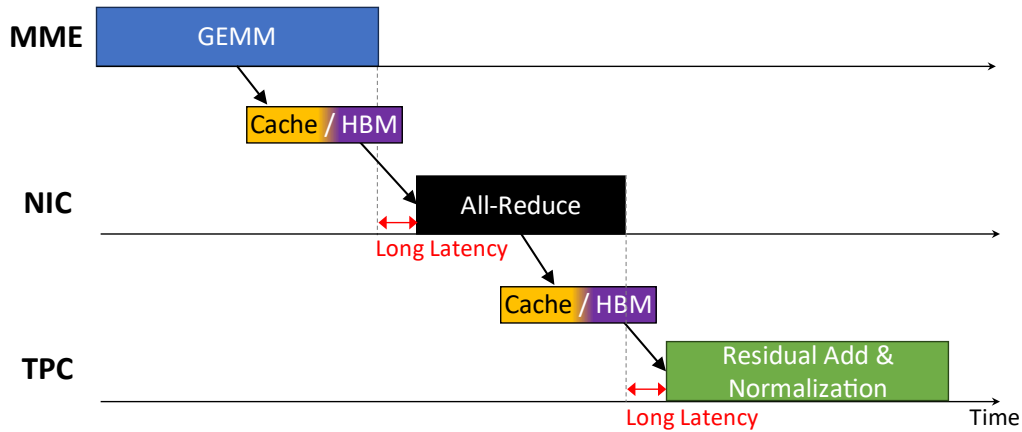 MME
GEMM
Cache / HBM
NIC
All-Reduce
Long Latency
Cache / HBM
TPC
Residual Add &
Normalization
Long Latency
Time